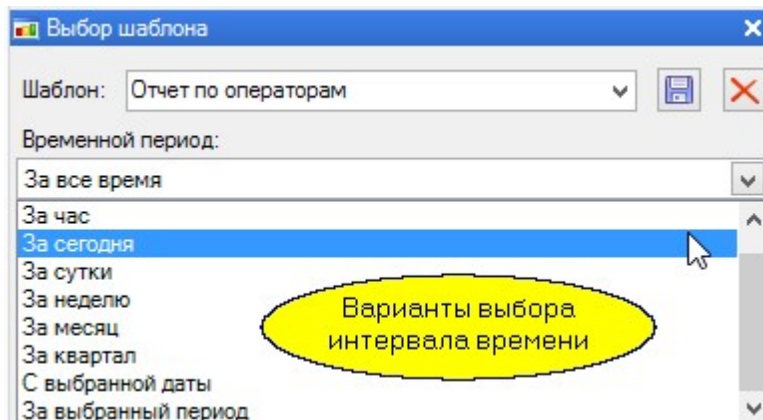 Выбор шаблона
Шаблон: Отчет по операторам
Временной период:
За все время
За час
За сегодня
За сутки
За неделю
За месяц
За квартал
С выбранной даты
За выбранный период
Варианты выбора
интервала времени